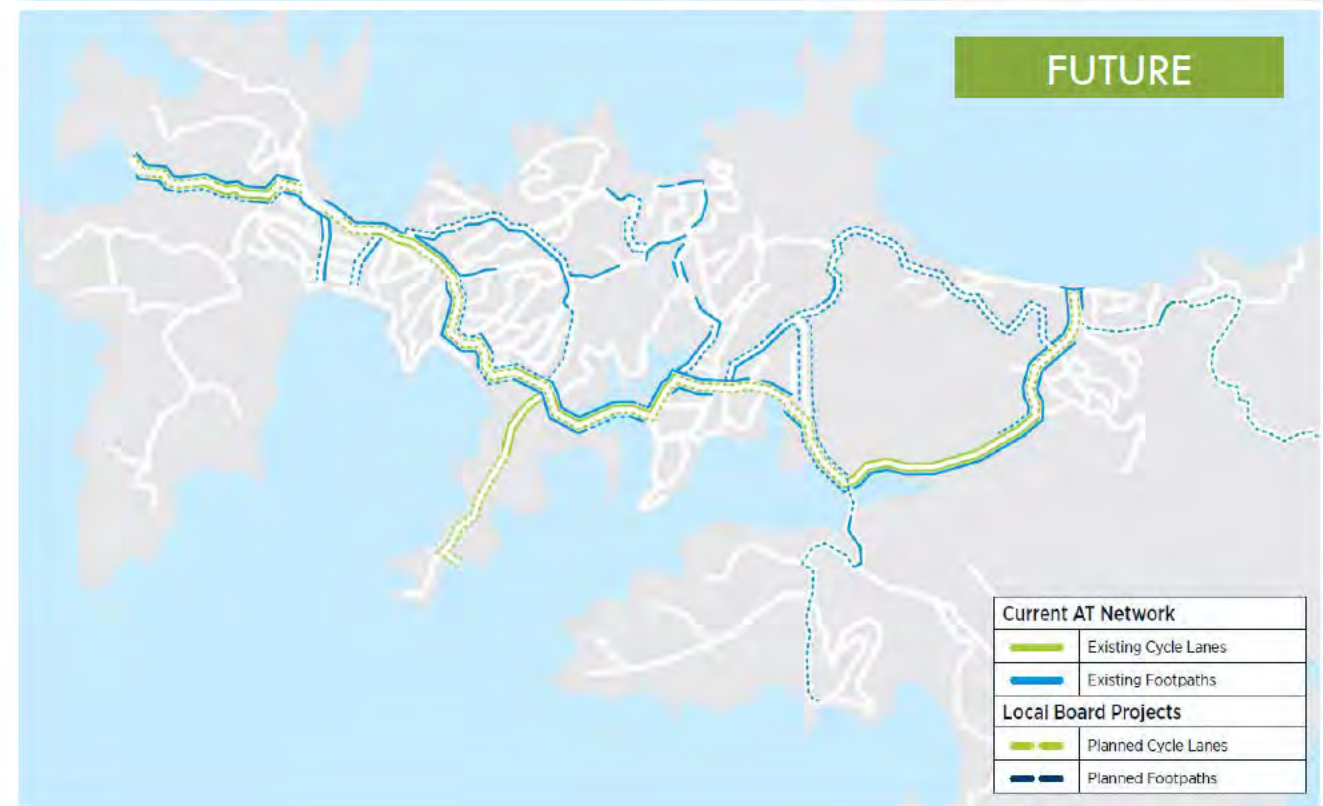 FUTURE
Current AT Network
Existing Cycle Lanes
Existing Footpaths
Local Board Projects
Planned Cycle Lanes
Planned Footpaths